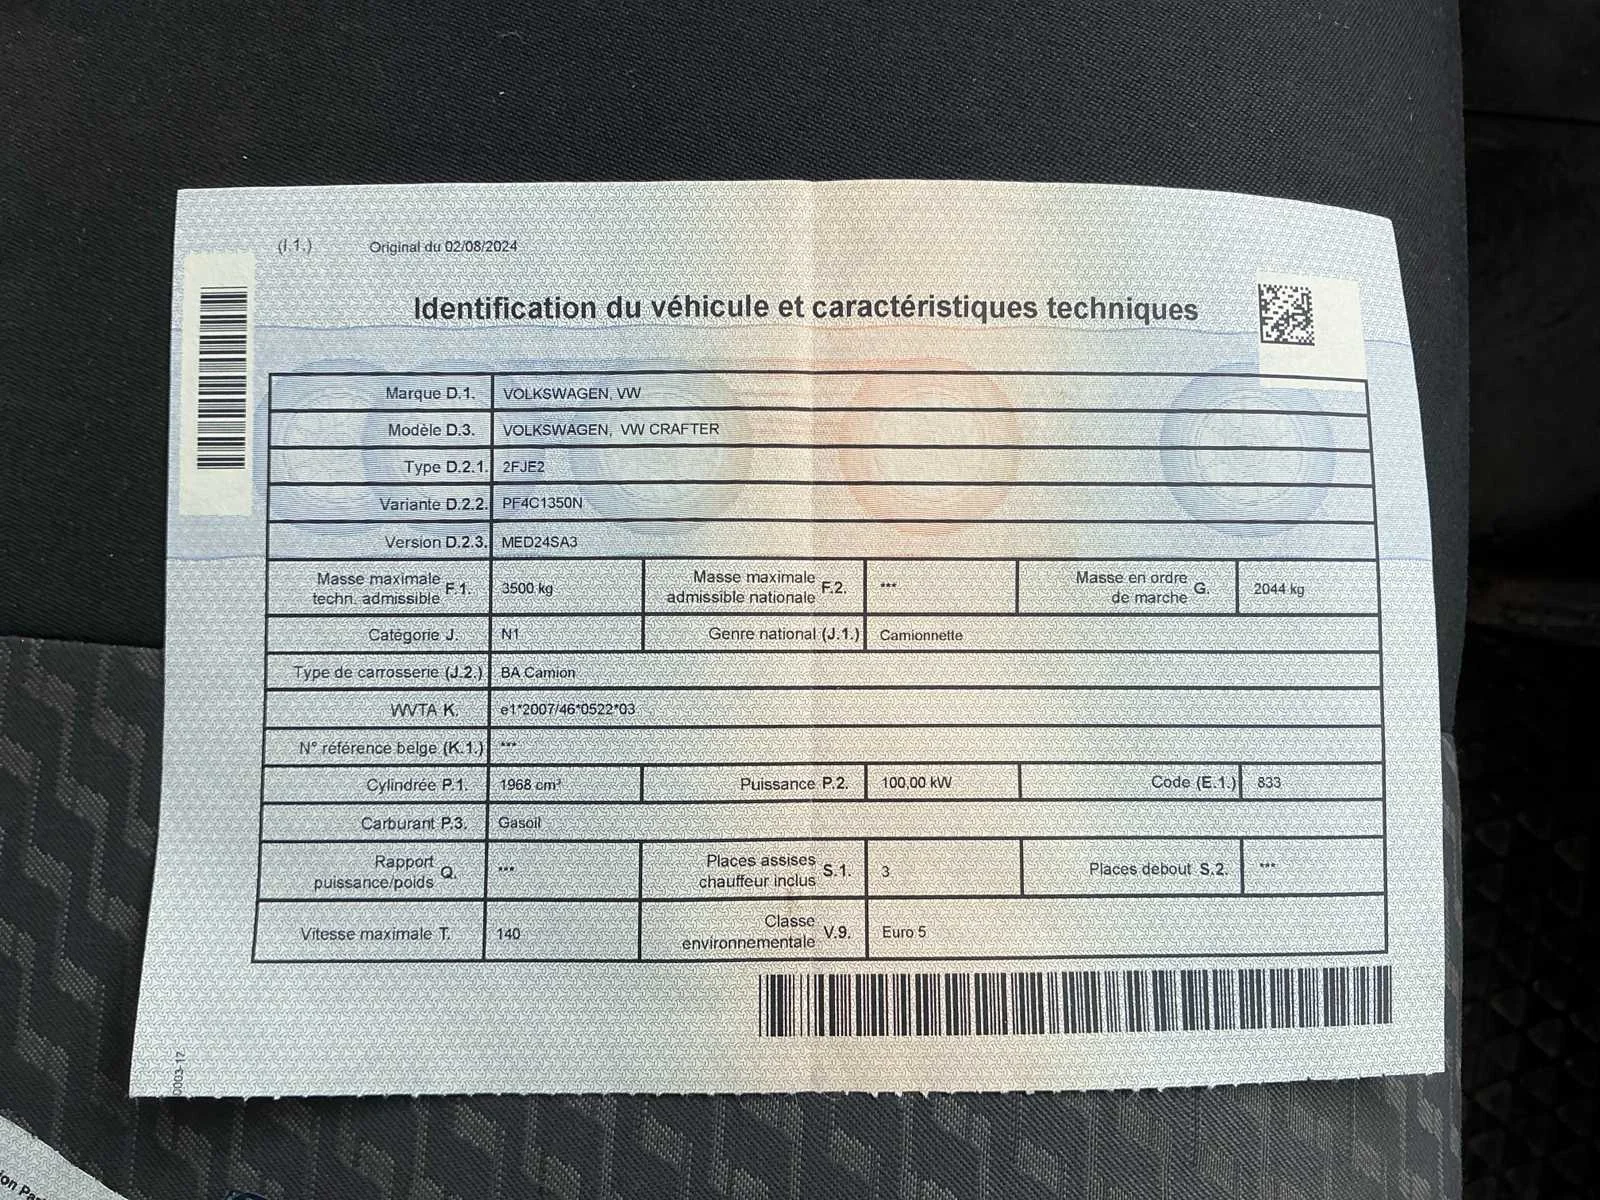 (I.1.) Original du 02/08/2024
Identification du véhicule et caractéristiques techniques
Marque D.1. VOLKSWAGEN, VW
Modèle D.3. VOLKSWAGEN, VW CRAFTER
Type D.2.1. 2FJE2
Variante D.2.2. PF4C1350N
Version D.2.3. MED24SA3
Masse maximale techn. admissible F.1. 3500 kg Masse maximale admissible nationale F.2. *** Masse en ordre de marche G. 2044 kg
Catégorie J. N1 Genre national (J.1.) Camionnette
Type de carrosserie (J.2.) BA Camion
WVTA K. e1*2007/46*0522*03
N° référence belge (K.1.) ***
Cylindrée P.1. 1968 cm³ Puissance P.2. 100,00 kW Code (E.1.) 833
Carburant P.3. Gasoil
Rapport puissance/poids Q. *** Places assises chauffeur inclus S.1. 3 Places debout S.2. ***
Vitesse maximale T. 140 Classe environnementale V.9. Euro 5
0003-17